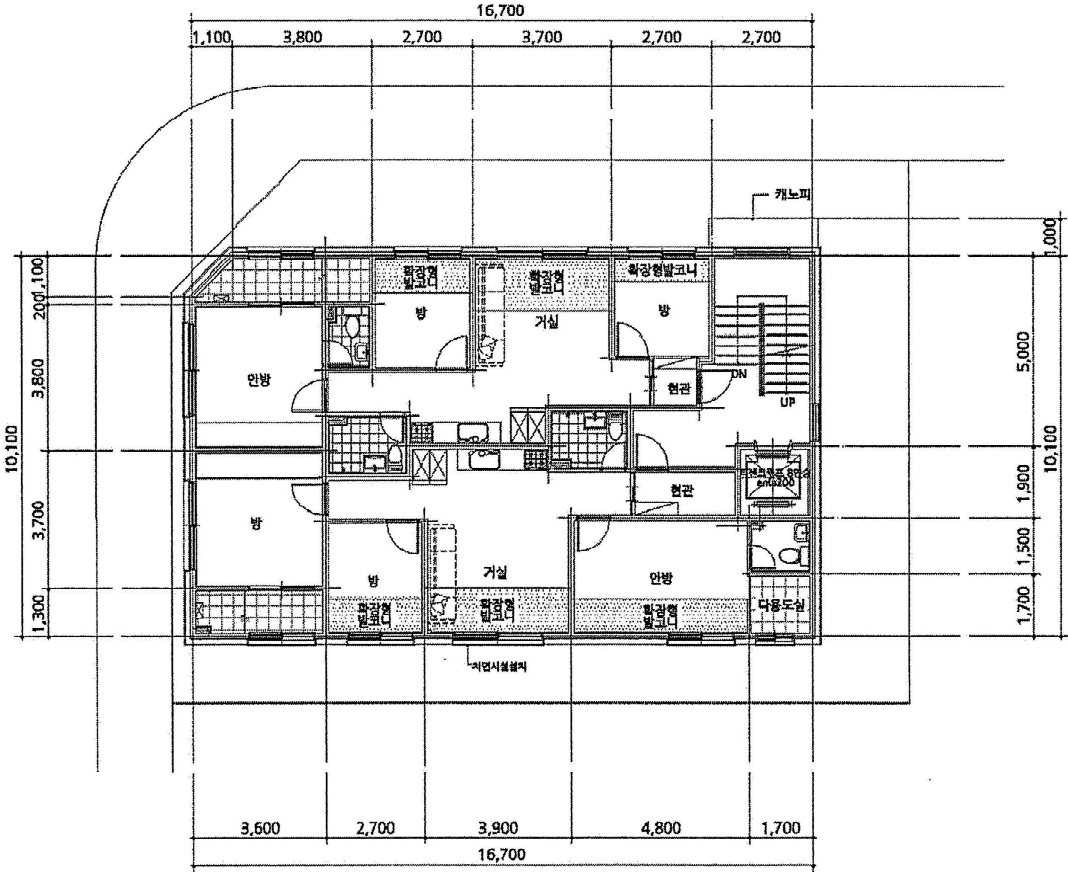 16,700
1,100
3,800
2,700
3,700
2,700
2,700
캐노피
1,000
1,100
200
3,800
10,100
3,700
1,300
확장형
발코니
방
확장형
발코니
거실
확장형발코니
방
안방
현관
DN
UP
5,000
10,100
1,900
1,500
1,700
현관
방
방
확장형
발코니
거실
확장형
발코니
안방
확장형
발코니
다용도실
3,600
2,700
3,900
4,800
1,700
16,700